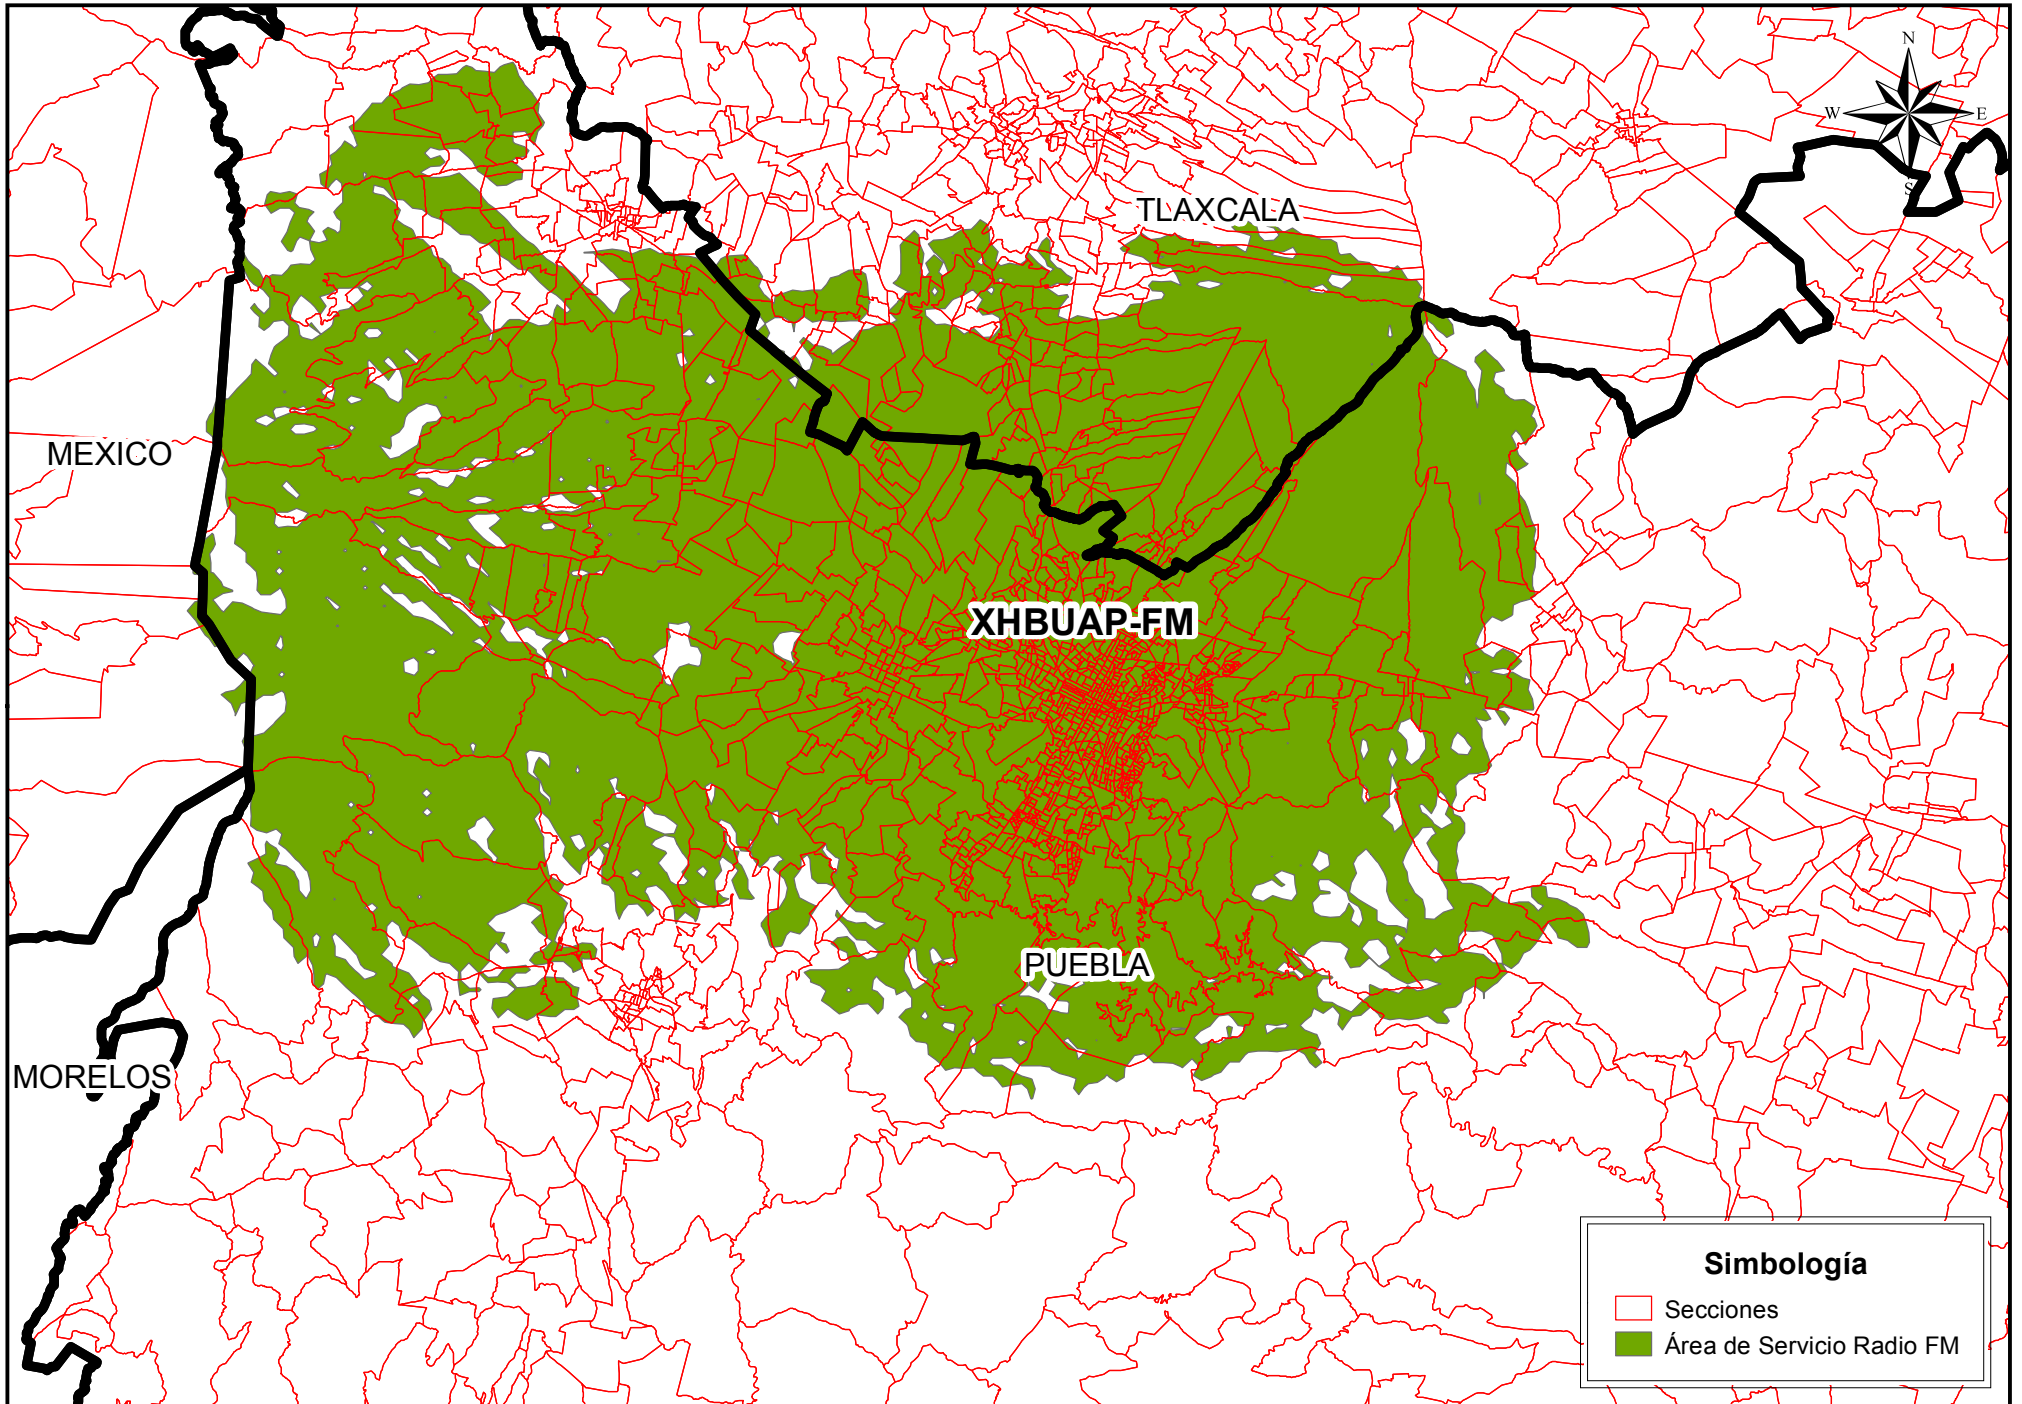 N
W
E
S
TLAXCALA
MEXICO
XHBUAP-FM
PUEBLA
MORELOS
Simbología
Secciones
Área de Servicio Radio FM